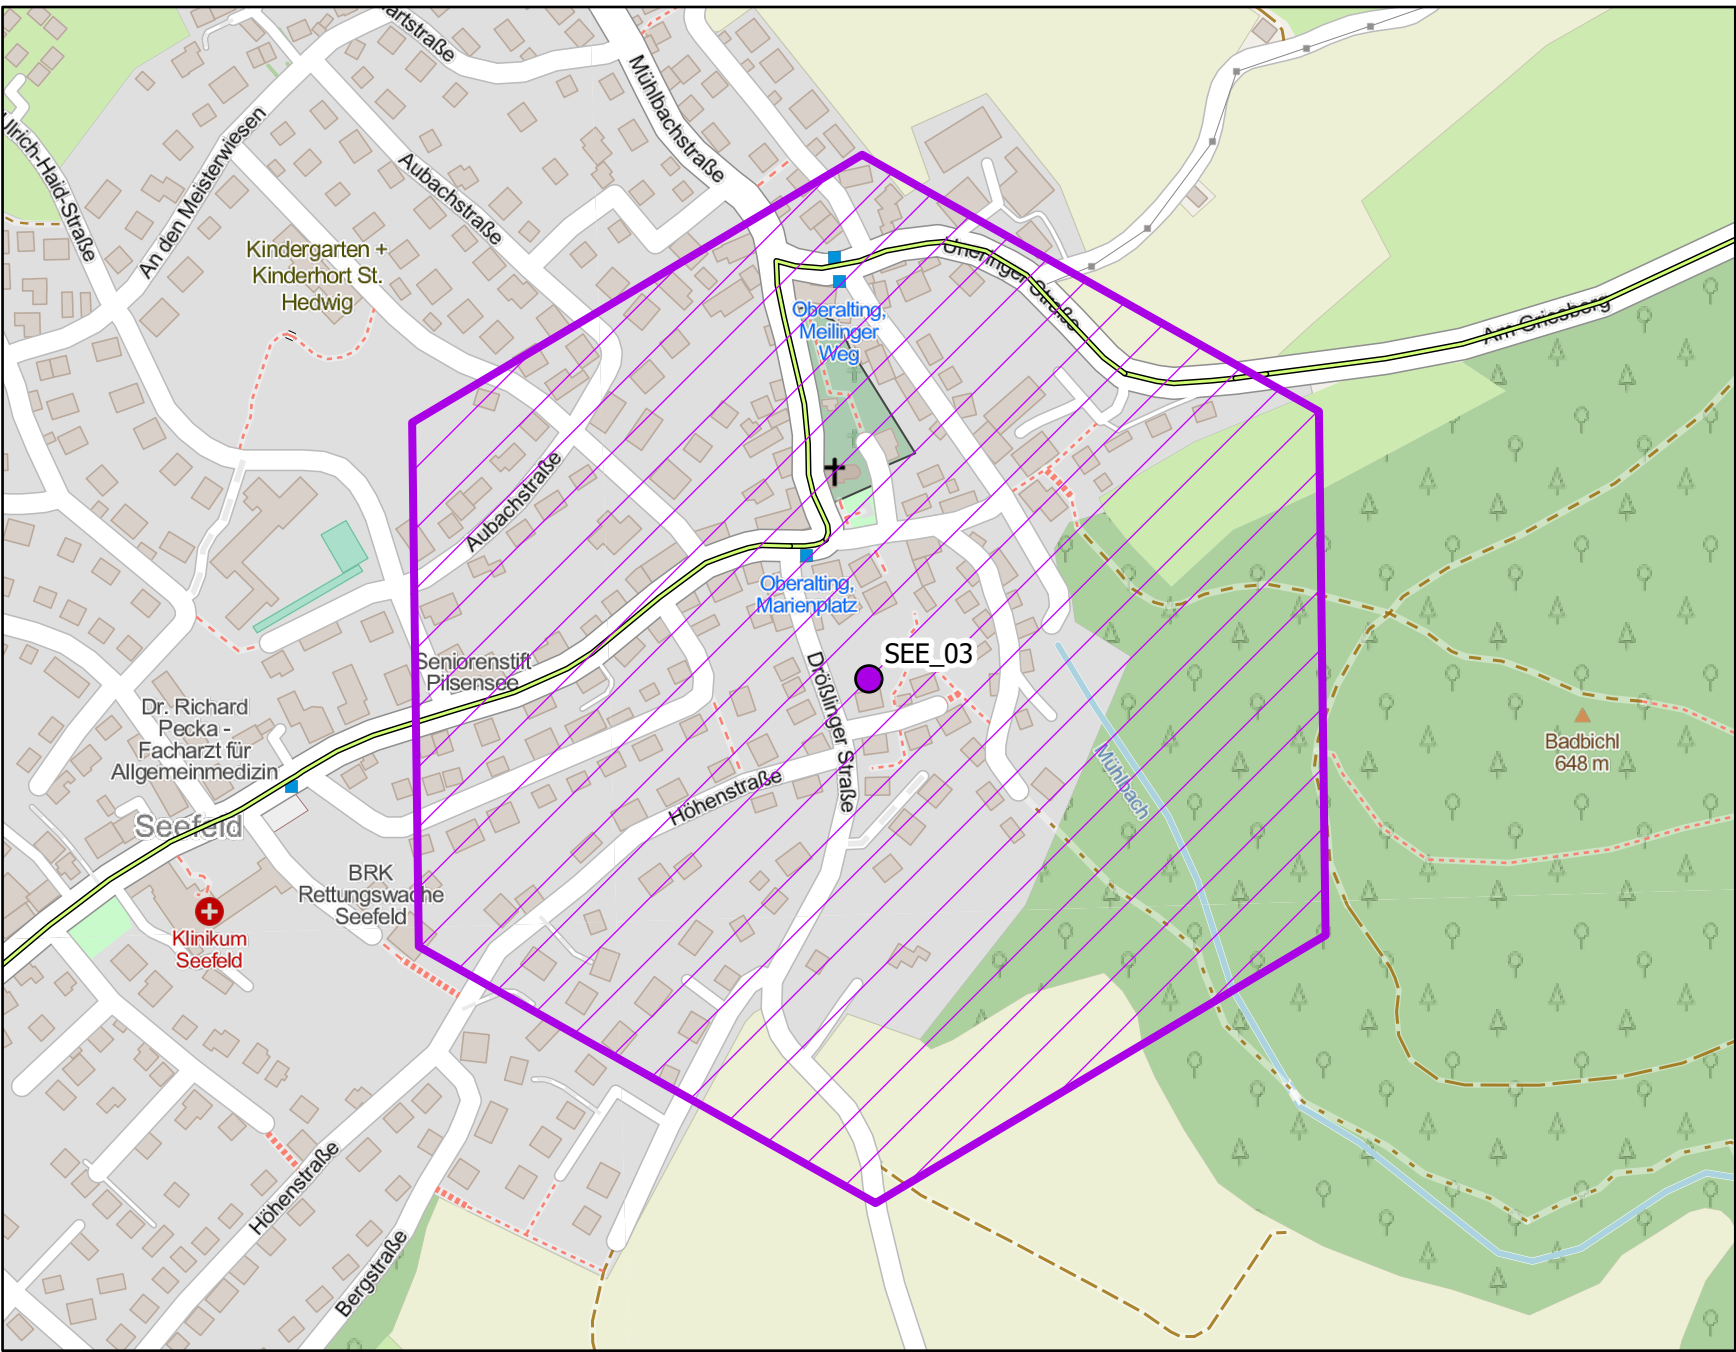 Mühlbachstraße
Ulrich-Haid-Straße
An den Meisterwiesen
Aubachstraße
Kindergarten +
Kinderhort St.
Hedwig
Oberalting,
Meilinger
Weg
Am Griesberg
Aubachstraße
Oberalting,
Marienplatz
SEE_03
Seniorenstift
Pilsensee
Drößlinger Straße
Dr. Richard
Pecka -
Facharzt für
Allgemeinmedizin
Badbichl
648 m
Mühlbach
Höhenstraße
Seefeld
BRK
Rettungswache
Seefeld
Klinikum
Seefeld
Höhenstraße
Bergstraße